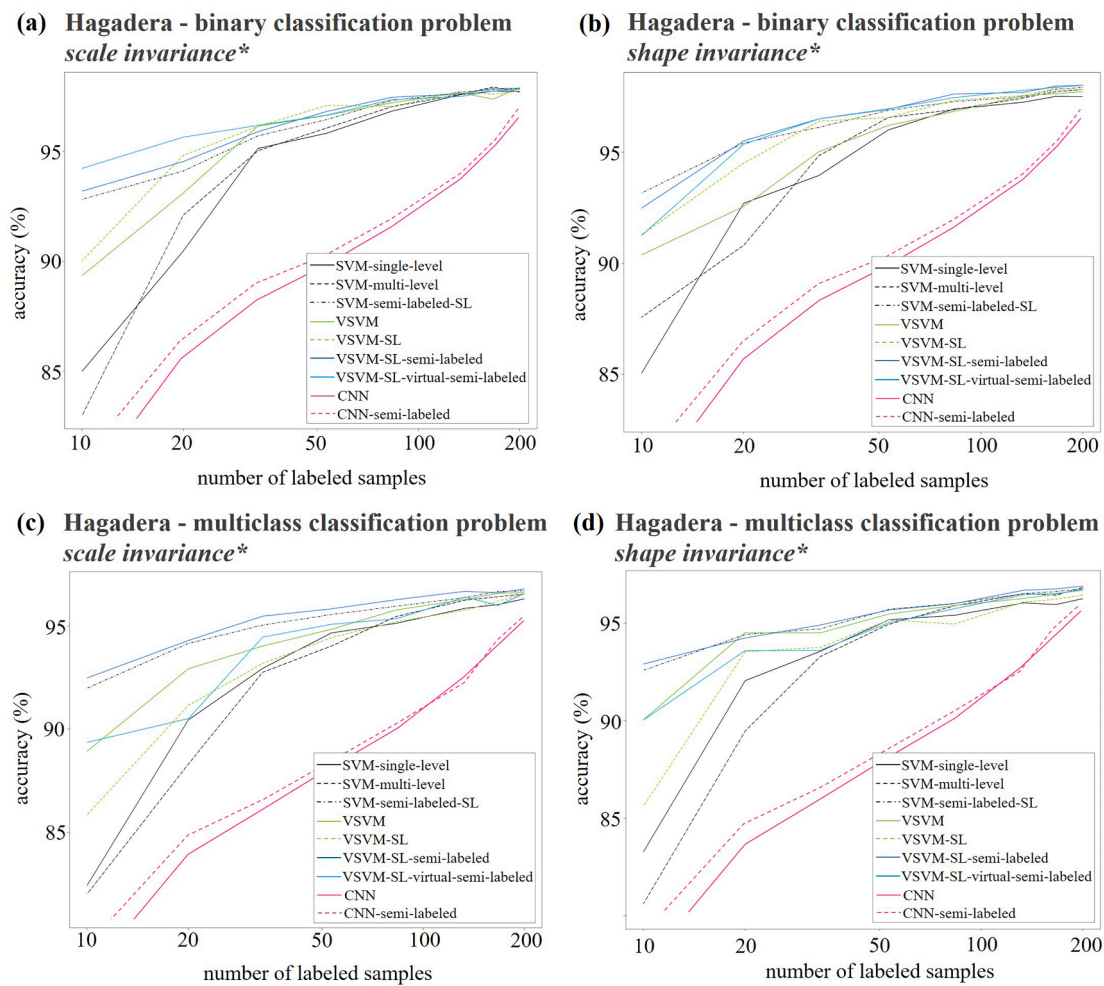 (a) Hagadera - binary classification problem
scale invariance*
accuracy (%)
95
90
85
10 20 50 100 200
number of labeled samples
SVM-single-level
SVM-multi-level
SVM-semi-labeled-SL
VSVM
VSVM-SL
VSVM-SL-semi-labeled
VSVM-SL-virtual-semi-labeled
CNN
CNN-semi-labeled
(b) Hagadera - binary classification problem
shape invariance*
accuracy (%)
95
90
85
10 20 50 100 200
number of labeled samples
SVM-single-level
SVM-multi-level
SVM-semi-labeled-SL
VSVM
VSVM-SL
VSVM-SL-semi-labeled
VSVM-SL-virtual-semi-labeled
CNN
CNN-semi-labeled
(c) Hagadera - multiclass classification problem
scale invariance*
accuracy (%)
95
90
85
10 20 50 100 200
number of labeled samples
SVM-single-level
SVM-multi-level
SVM-semi-labeled-SL
VSVM
VSVM-SL
VSVM-SL-semi-labeled
VSVM-SL-virtual-semi-labeled
CNN
CNN-semi-labeled
(d) Hagadera - multiclass classification problem
shape invariance*
accuracy (%)
95
90
85
10 20 50 100 200
number of labeled samples
SVM-single-level
SVM-multi-level
SVM-semi-labeled-SL
VSVM
VSVM-SL
VSVM-SL-semi-labeled
VSVM-SL-virtual-semi-labeled
CNN
CNN-semi-labeled